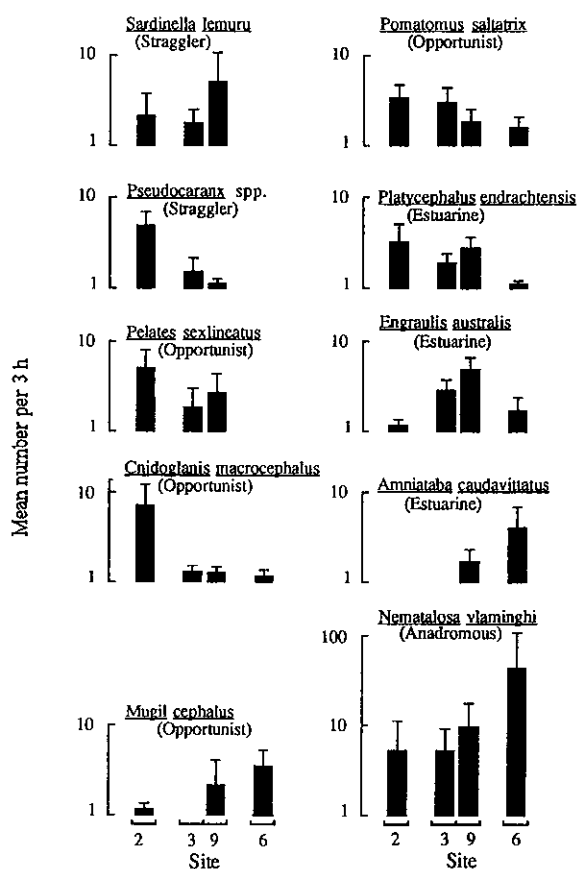 Mean number per 3 h
Sardinella lemuru
(Straggler)
10
1
Pseudocaranx spp.
(Straggler)
10
1
Pelates sexlineatus
(Opportunist)
10
1
Cnidoglanis macrocephalus
(Opportunist)
10
1
Mugil cephalus
(Opportunist)
10
1
2 3 9 6
Site
Pomatomus saltatrix
(Opportunist)
10
1
Platycephalus endrachtensis
(Estuarine)
10
1
Engraulis australis
(Estuarine)
10
1
Amniataba caudavittatus
(Estuarine)
10
1
Nematalosa vlaminghi
(Anadromous)
100
10
1
2 3 9 6
Site